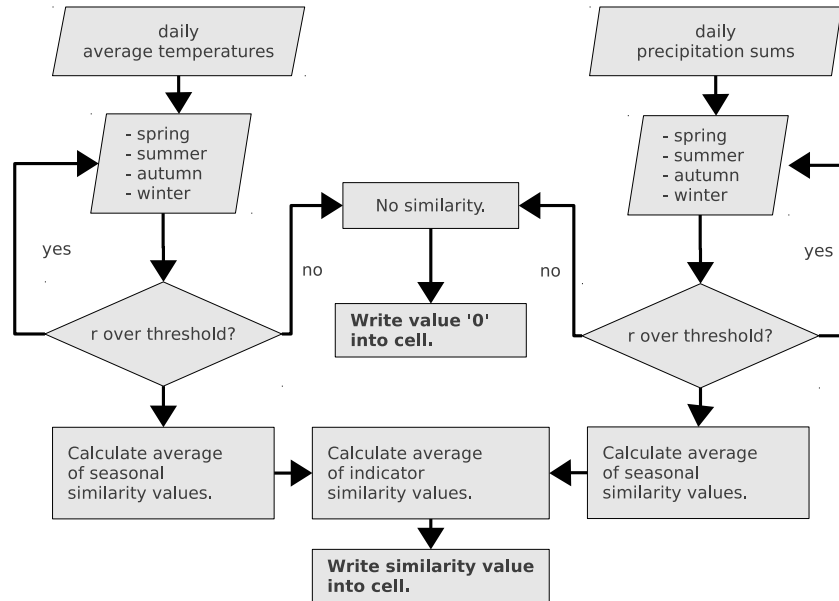 daily
average temperatures
daily
precipitation sums
- spring
- summer
- autumn
- winter
- spring
- summer
- autumn
- winter
No similarity.
yes
no
no
yes
Write value '0'
into cell.
r over threshold?
r over threshold?
Calculate average
of seasonal
similarity values.
Calculate average
of indicator
similarity values.
Calculate average
of seasonal
similarity values.
Write similarity value
into cell.